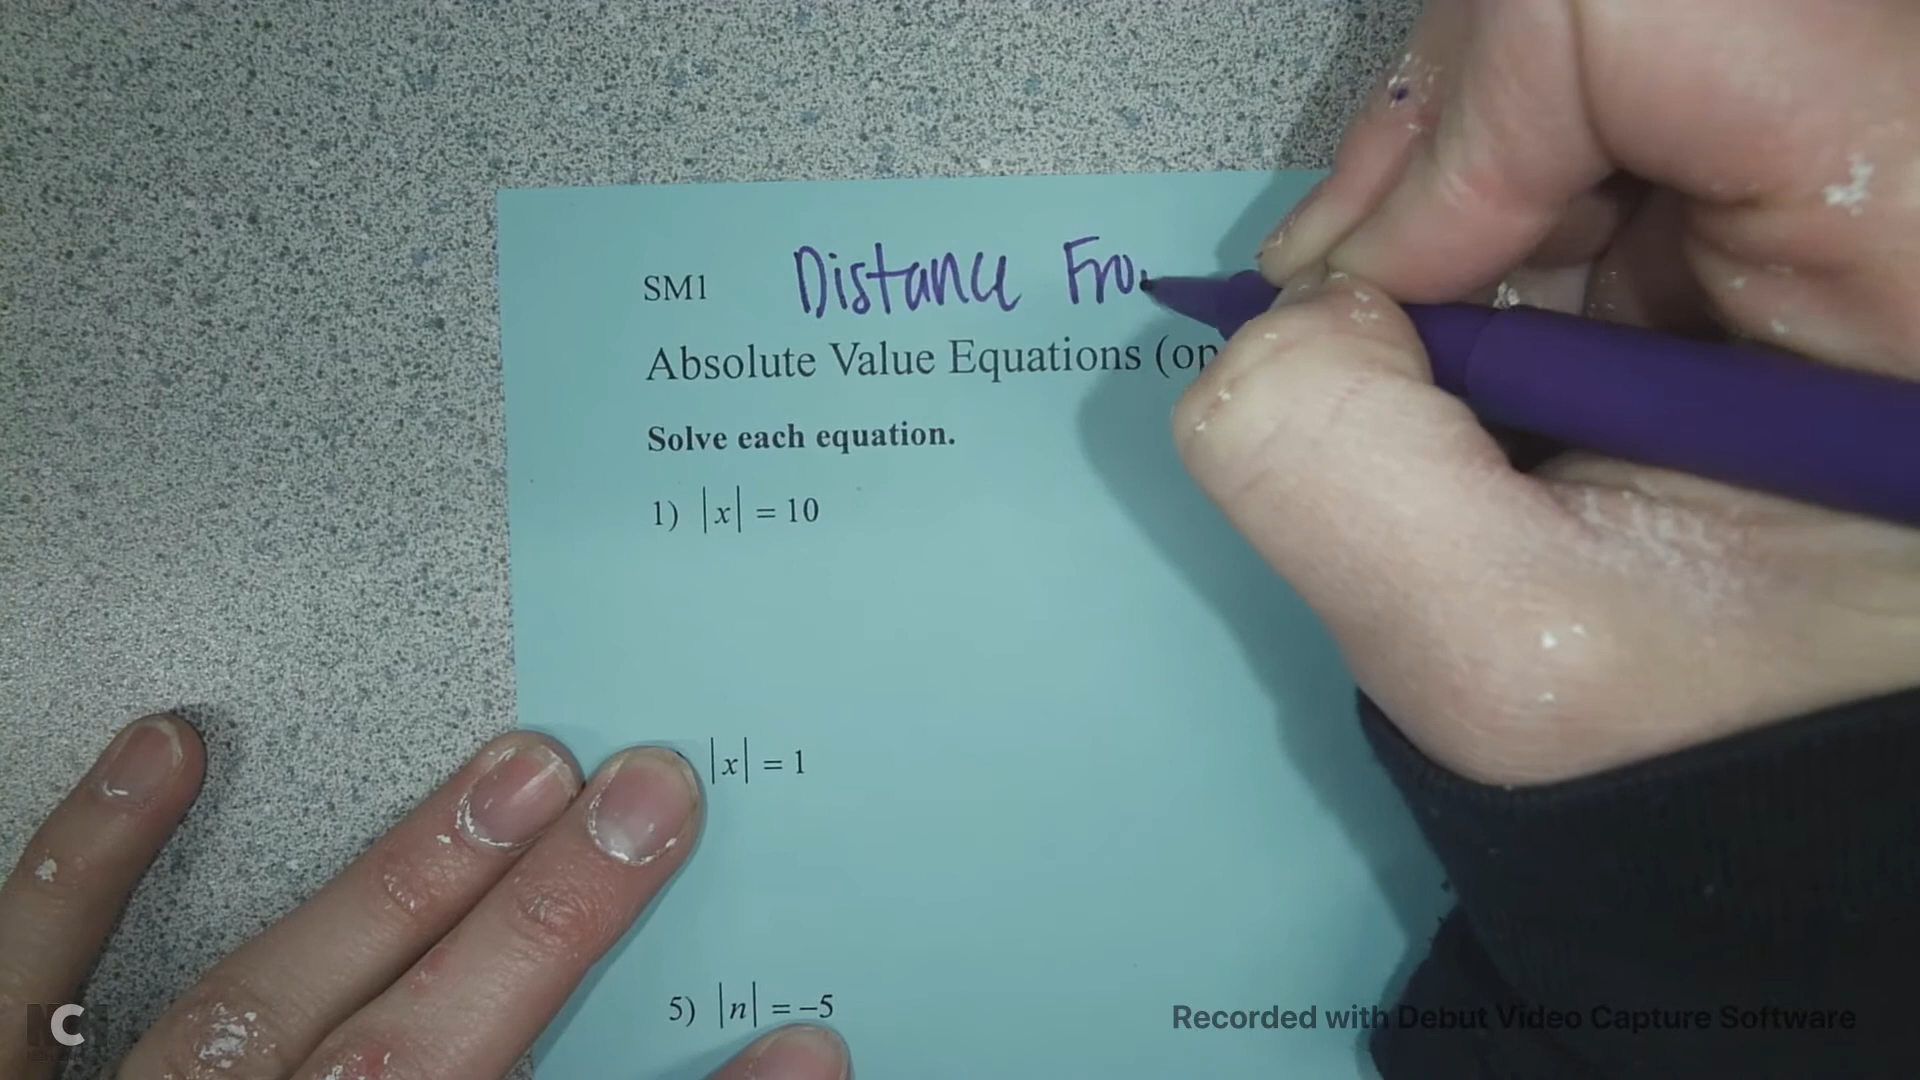 SM1 Distance Fro
Absolute Value Equations (op
Solve each equation.
1) |x| = 10
|x| = 1
5) |n| = –5
Recorded with Debut Video Capture Software